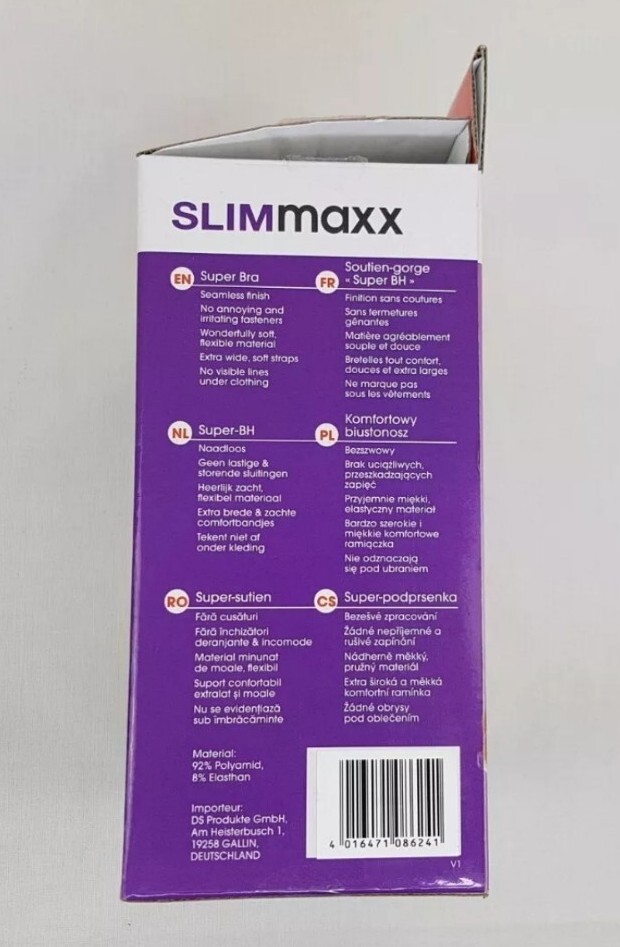 SLIMmaxx
EN Super Bra
Seamless finish
No annoying and
irritating fasteners
Wonderfully soft,
flexible material
Extra wide, soft straps
No visible lines
under clothing
FR Soutien-gorge
« Super BH »
Finition sans coutures
Sans fermetures
gênantes
Matière agréablement
souple et douce
Bretelles tout confort,
douces et extra larges
Ne marque pas
sous les vêtements
NL Super-BH
Naadloos
Geen lastige &
storende sluitingen
Heerlijk zacht,
flexibel materiaal
Extra brede & zachte
comfortbandjes
Tekent niet af
onder kleding
PL Komfortowy
biustonosz
Bezszwowy
Brak uciążliwych,
przeszkadzających
zapięć
Przyjemnie miękki,
elastyczny materiał
Bardzo szerokie i
miękkie komfortowe
ramiączka
Nie odznaczają
się pod ubraniem
RO Super-sutien
Fără cusături
Fără închizători
deranjante & incomode
Material minunat
de moale, flexibil
Suport confortabil
extralat și moale
Nu se evidențiază
sub îmbrăcăminte
CS Super-podprsenka
Bezešvé zpracování
Žádné nepříjemné a
rušivé zapínání
Nádherně měkký,
pružný materiál
Extra široká a měkká
komfortní ramínka
Žádné obrysy
pod oblečením
Material:
92% Polyamid,
8% Elasthan
Importeur:
DS Produkte GmbH,
Am Heisterbusch 1,
19258 GALLIN,
DEUTSCHLAND
4 016471 086241
V1